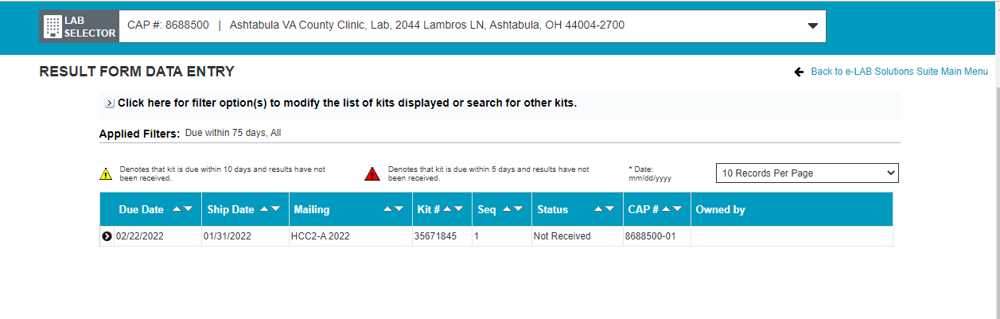 LAB
SELECTOR
CAP #: 8688500 | Ashtabula VA County Clinic, Lab, 2044 Lambros LN, Ashtabula, OH 44004-2700
RESULT FORM DATA ENTRY
Back to e-LAB Solutions Suite Main Menu
Click here for filter option(s) to modify the list of kits displayed or search for other kits.
Applied Filters: Due within 75 days, All
Denotes that kit is due within 10 days and results have not
been received.
Denotes that kit is due within 5 days and results have not
been received.
* Date:
mm/dd/yyyy
10 Records Per Page
Due Date Ship Date Mailing Kit # Seq Status CAP # Owned by
02/22/2022 01/31/2022 HCC2-A 2022 35671845 1 Not Received 8688500-01